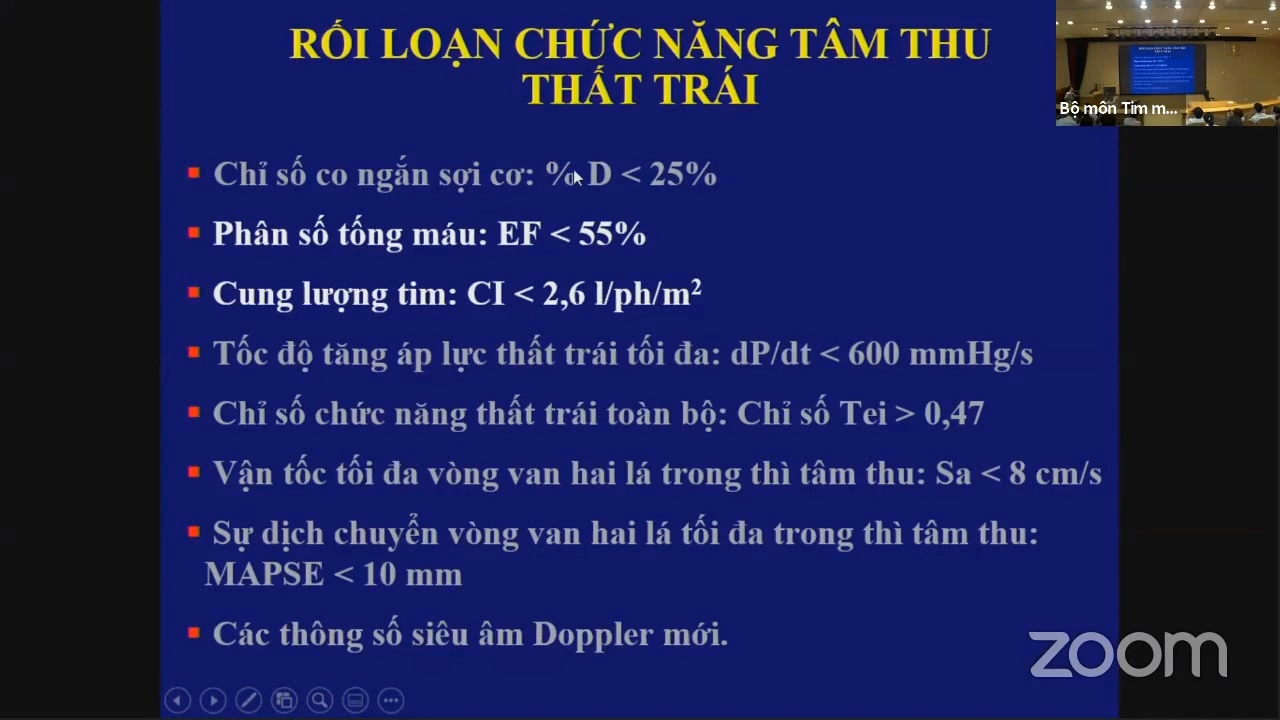 RỐI LOẠN CHỨC NĂNG TÂM THU
THẤT TRÁI
Bộ môn Tim m...
▪ Chỉ số co ngắn sợi cơ: % D < 25%
▪ Phân số tống máu: EF < 55%
▪ Cung lượng tim: CI < 2,6 l/ph/m²
▪ Tốc độ tăng áp lực thất trái tối đa: dP/dt < 600 mmHg/s
▪ Chỉ số chức năng thất trái toàn bộ: Chỉ số Tei > 0,47
▪ Vận tốc tối đa vòng van hai lá trong thì tâm thu: Sa < 8 cm/s
▪ Sự dịch chuyển vòng van hai lá tối đa trong thì tâm thu:
MAPSE < 10 mm
▪ Các thông số siêu âm Doppler mới.
zoom